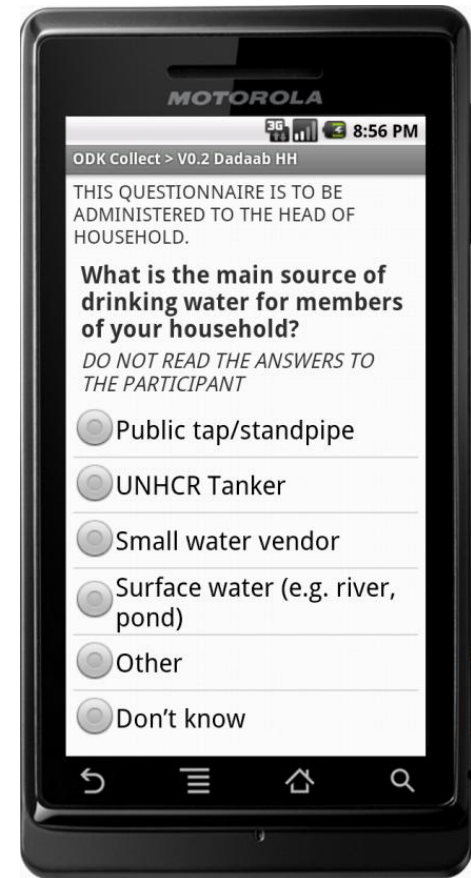 MOTOROLA
3G 8:56 PM
ODK Collect > V0.2 Dadaab HH
THIS QUESTIONNAIRE IS TO BE
ADMINISTERED TO THE HEAD OF
HOUSEHOLD.
What is the main source of
drinking water for members
of your household?
DO NOT READ THE ANSWERS TO
THE PARTICIPANT
Public tap/standpipe
UNHCR Tanker
Small water vendor
Surface water (e.g. river,
pond)
Other
Don't know